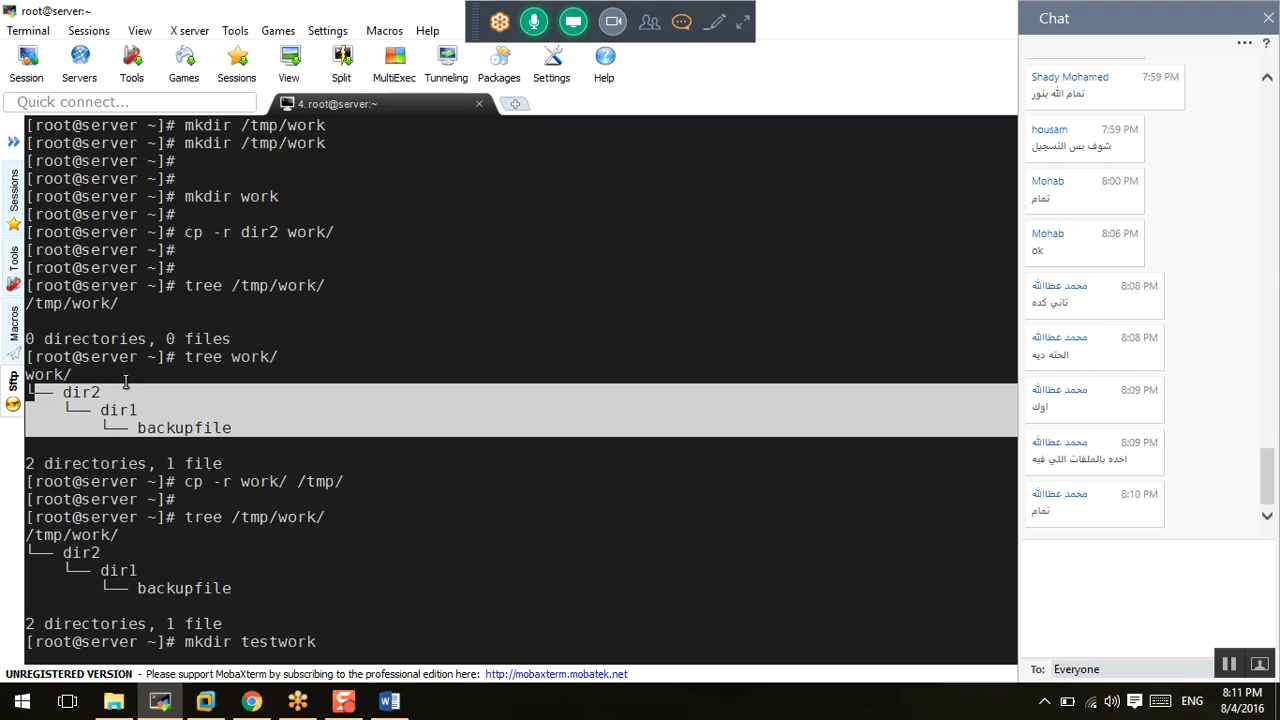 root@server:~
Terminal Sessions View X server Tools Games Settings Macros Help
Session Servers Tools Games Sessions View Split MultiExec Tunneling Packages Settings Help
Quick connect...
4. root@server:~
[root@server ~]# mkdir /tmp/work
[root@server ~]# mkdir /tmp/work
[root@server ~]#
[root@server ~]#
[root@server ~]# mkdir work
[root@server ~]#
[root@server ~]# cp -r dir2 work/
[root@server ~]#
[root@server ~]#
[root@server ~]# tree /tmp/work/
/tmp/work/
0 directories, 0 files
[root@server ~]# tree work/
work/
└── dir2
    └── dir1
        └── backupfile
2 directories, 1 file
[root@server ~]# cp -r work/ /tmp/
[root@server ~]#
[root@server ~]# tree /tmp/work/
/tmp/work/
└── dir2
    └── dir1
        └── backupfile
2 directories, 1 file
[root@server ~]# mkdir testwork
Sessions
Tools
Macros
Sftp
UNREGISTERED VERSION - Please support MobaXterm by subscribing to the professional edition here: http://mobaxterm.mobatek.net
Chat
Shady Mohamed 7:59 PM
تمام الله ينور
housam 7:59 PM
شوف بس التسجيل
Mohab 8:00 PM
تمام
Mohab 8:06 PM
ok
محمد عطاالله 8:08 PM
تاني كده
محمد عطاالله 8:08 PM
الحته ديه
محمد عطاالله 8:09 PM
اوك
محمد عطاالله 8:09 PM
اخده بالملفات اللي فيه
محمد عطاالله 8:10 PM
تمام
To: Everyone
ENG
8:11 PM
8/4/2016